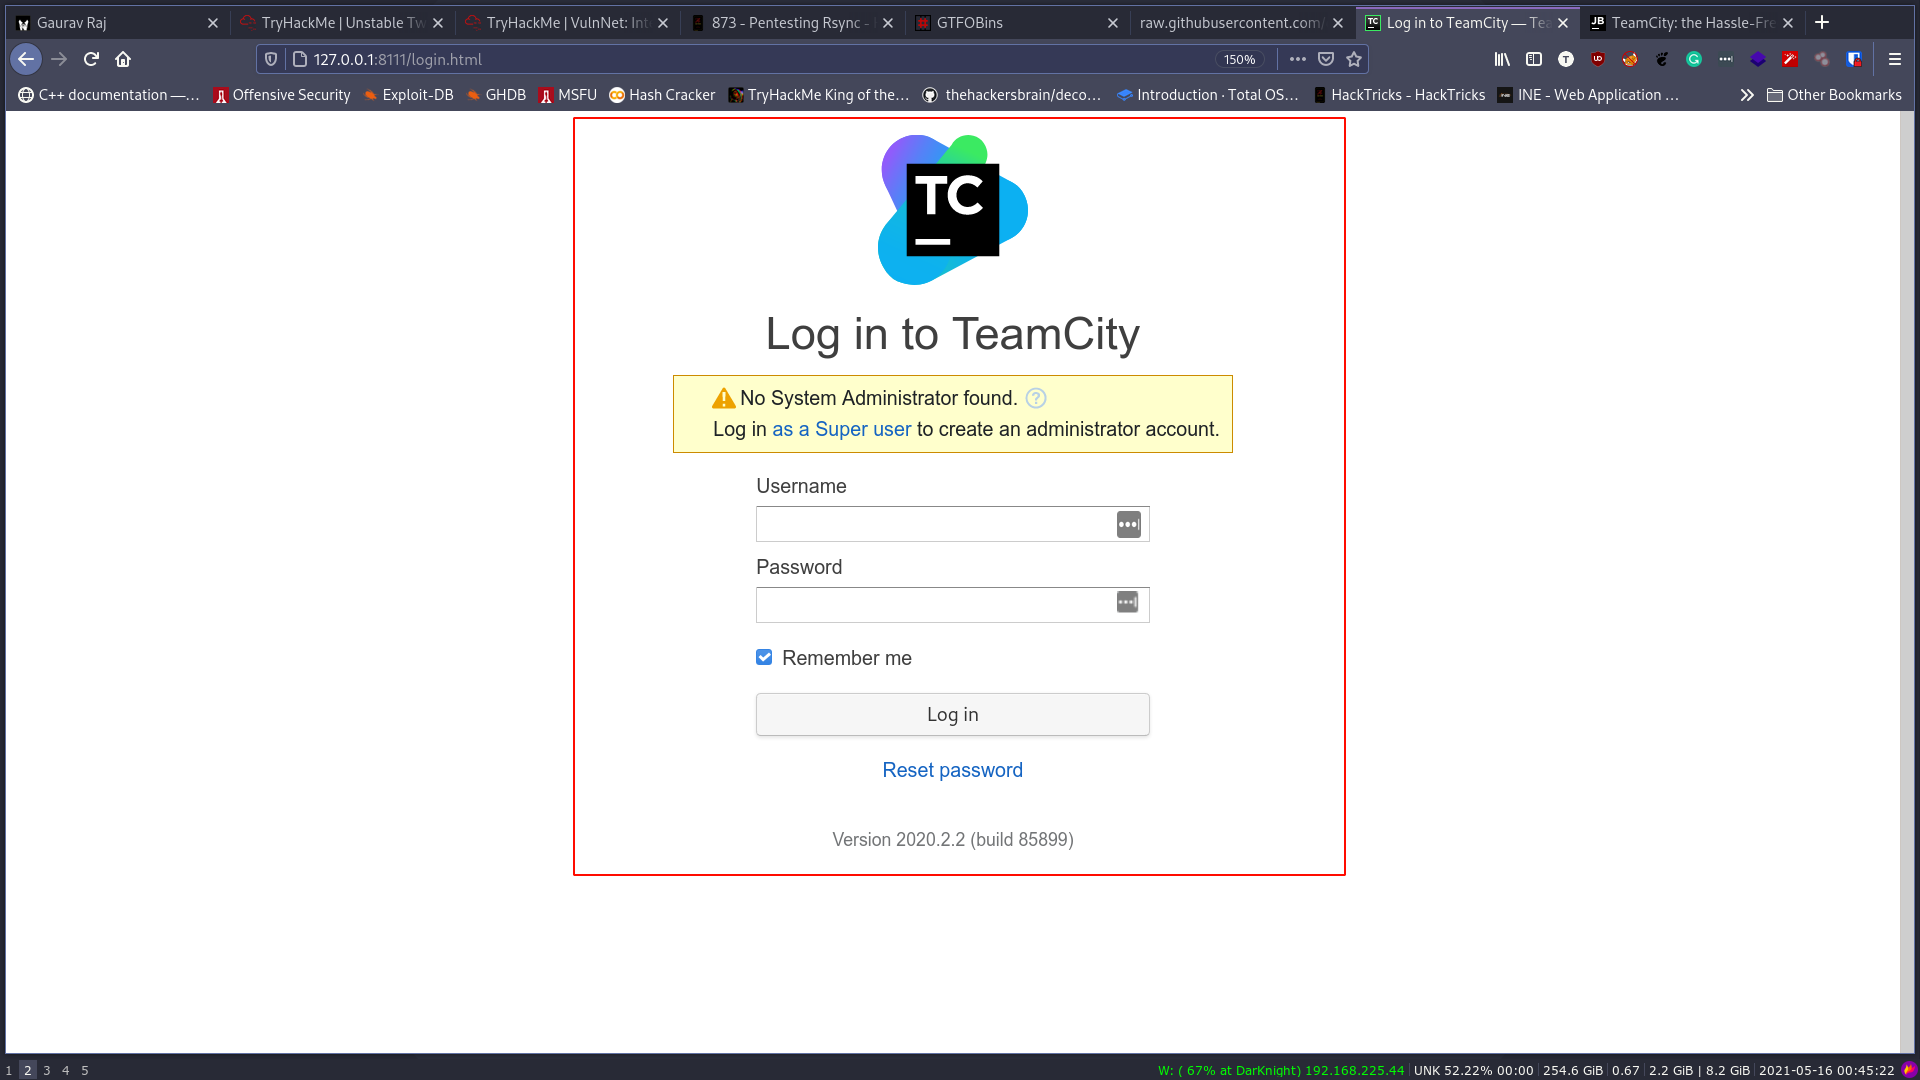 Gaurav Raj
TryHackMe | Unstable Tw
TryHackMe | VulnNet: Int
873 - Pentesting Rsync -
GTFOBins
raw.githubusercontent.com/
TC
Log in to TeamCity — Tea
JB
TeamCity: the Hassle-Fre
127.0.0.1:8111/login.html
150%
C++ documentation —…
Offensive Security
Exploit-DB
GHDB
MSFU
Hash Cracker
TryHackMe King of the…
thehackersbrain/deco…
Introduction · Total OS…
HackTricks - HackTricks
INE - Web Application …
Other Bookmarks
TC
Log in to TeamCity
No System Administrator found. ?
Log in as a Super user to create an administrator account.
Username
Password
Remember me
Log in
Reset password
Version 2020.2.2 (build 85899)
1 2 3 4 5
W: ( 67% at DarKnight) 192.168.225.44 | UNK 52.22% 00:00 | 254.6 GiB | 0.67 | 2.2 GiB | 8.2 GiB | 2021-05-16 00:45:22